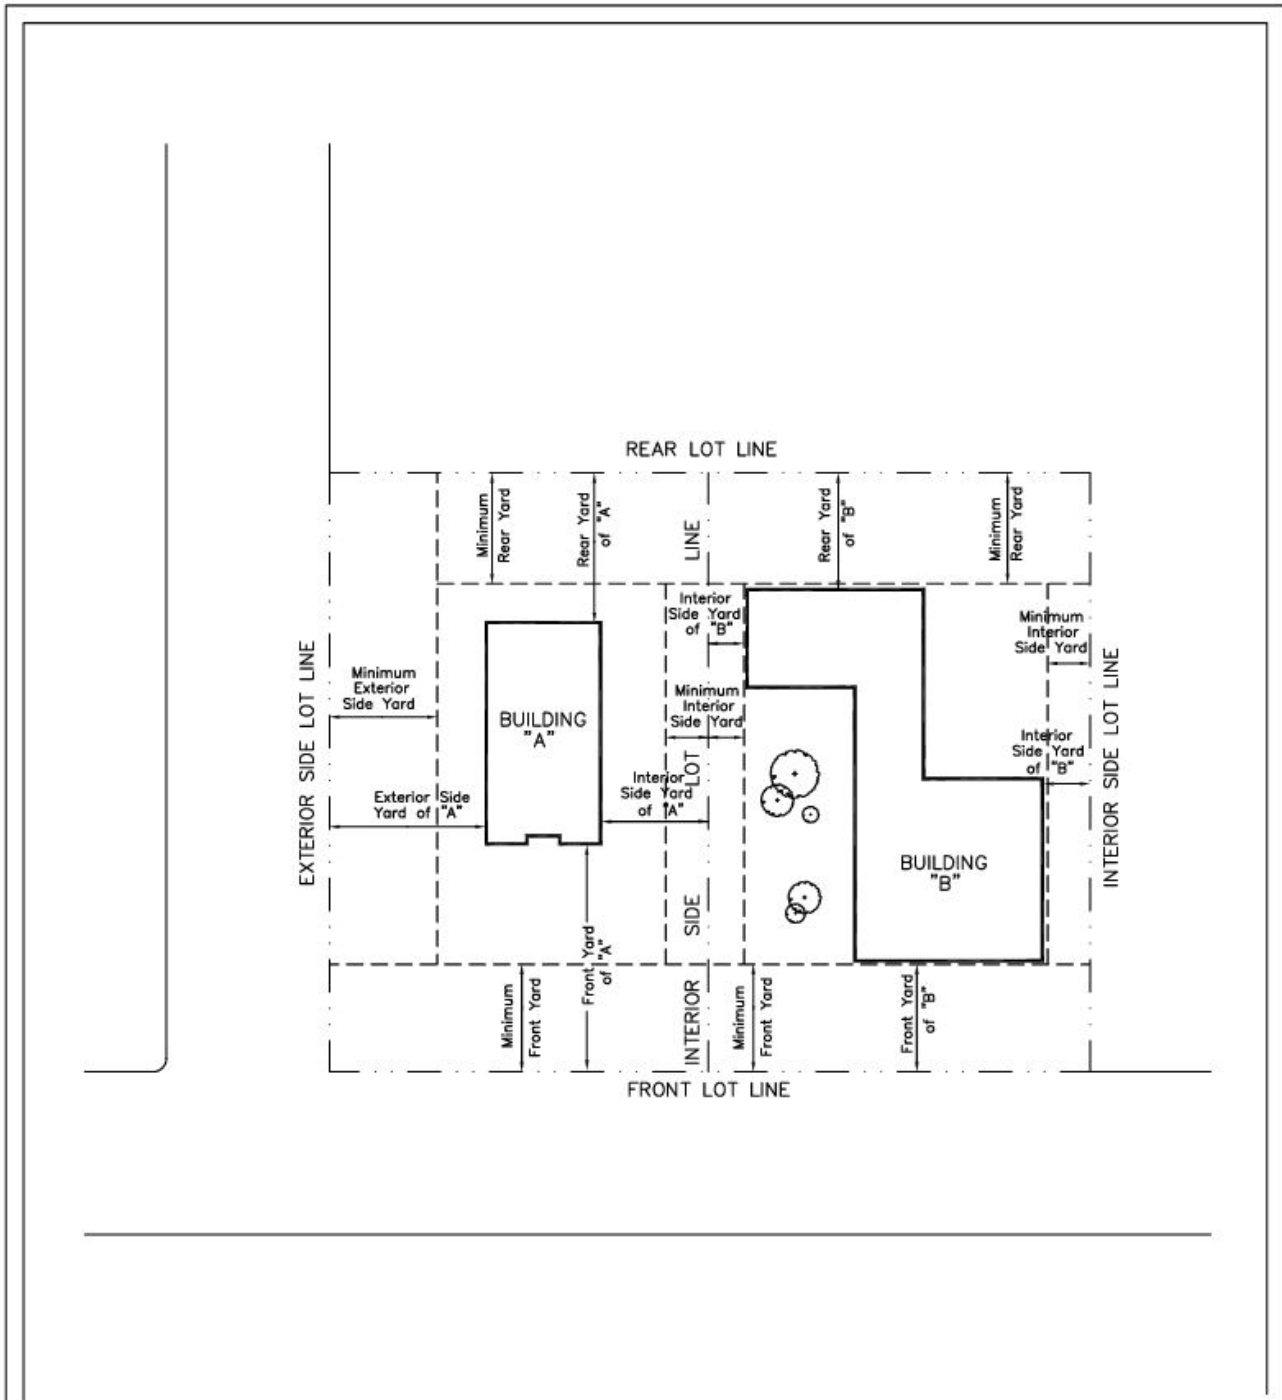 REAR LOT LINE
Minimum
Rear Yard
Rear Yard
of "A"
LINE
Rear Yard
of "B"
Minimum
Rear Yard
Interior
Side Yard
of "B"
Minimum
Interior
Side Yard
EXTERIOR SIDE LOT LINE
Minimum
Exterior
Side Yard
BUILDING
"A"
Minimum
Interior
Side Yard
LOT
Interior
Side Yard
of "B"
INTERIOR SIDE LOT LINE
Exterior Side
Yard of "A"
Interior
Side Yard
of "A"
BUILDING
"B"
SIDE
Front Yard
of "A"
Minimum
Front Yard
INTERIOR
Minimum
Front Yard
Front Yard
of "B"
FRONT LOT LINE